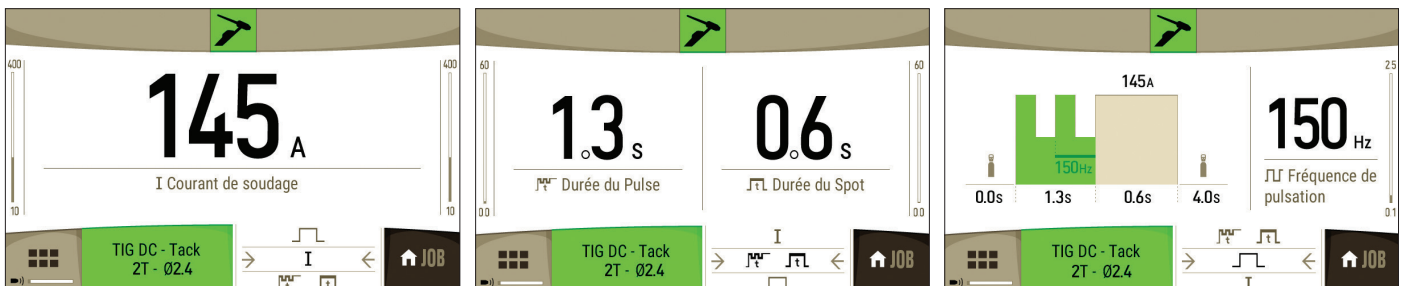 400
400
145 A
I Courant de soudage
10
10
TIG DC - Tack
2T - Ø2.4
I
JOB
60
60
1.3 s
0.6 s
t Durée du Pulse
t Durée du Spot
0.0
0.0
TIG DC - Tack
2T - Ø2.4
I
t t
JOB
145A
25
150 Hz
150Hz
Fréquence de
pulsation
0.0s 1.3s 0.6s 4.0s
0.1
TIG DC - Tack
2T - Ø2.4
t t
I
JOB